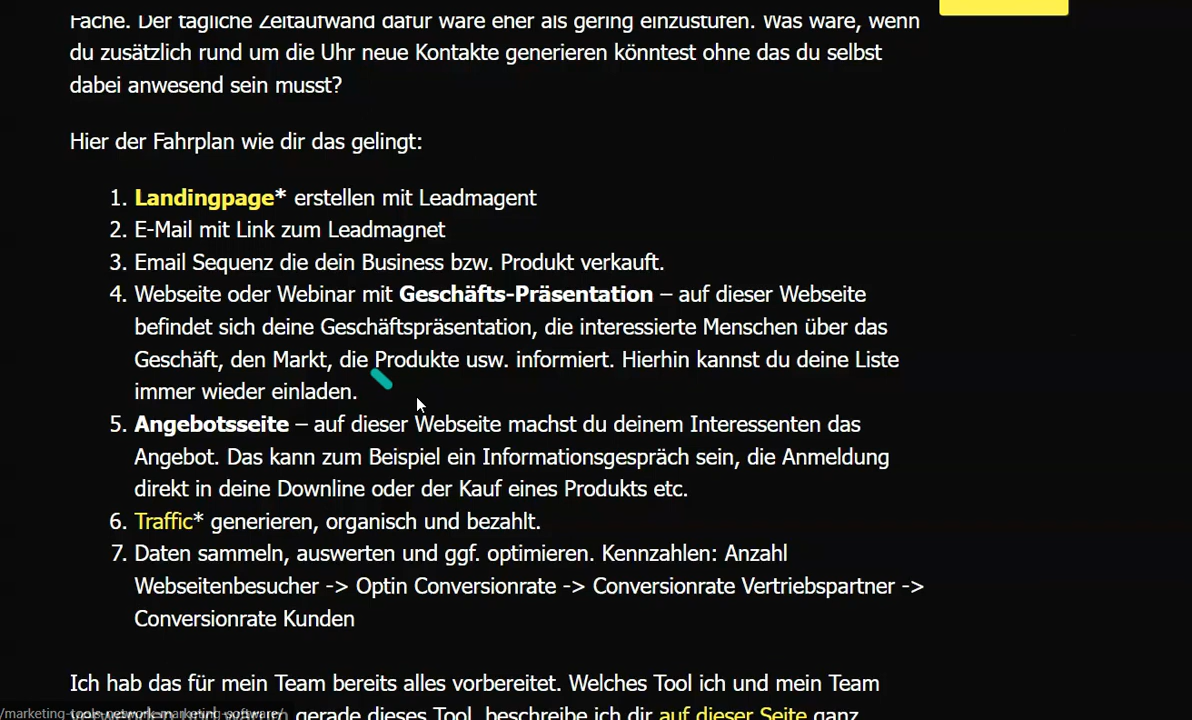 Fache. Der tägliche Zeitaufwand dafür wäre eher als gering einzustufen. Was wäre, wenn
du zusätzlich rund um die Uhr neue Kontakte generieren könntest ohne das du selbst
dabei anwesend sein musst?
Hier der Fahrplan wie dir das gelingt:
1. Landingpage* erstellen mit Leadmagent
2. E-Mail mit Link zum Leadmagnet
3. Email Sequenz die dein Business bzw. Produkt verkauft.
4. Webseite oder Webinar mit Geschäfts-Präsentation – auf dieser Webseite
befindet sich deine Geschäftspräsentation, die interessierte Menschen über das
Geschäft, den Markt, die Produkte usw. informiert. Hierhin kannst du deine Liste
immer wieder einladen.
5. Angebotsseite – auf dieser Webseite machst du deinem Interessenten das
Angebot. Das kann zum Beispiel ein Informationsgespräch sein, die Anmeldung
direkt in deine Downline oder der Kauf eines Produkts etc.
6. Traffic* generieren, organisch und bezahlt.
7. Daten sammeln, auswerten und ggf. optimieren. Kennzahlen: Anzahl
Webseitenbesucher -> Optin Conversionrate -> Conversionrate Vertriebspartner ->
Conversionrate Kunden
Ich hab das für mein Team bereits alles vorbereitet. Welches Tool ich und mein Team
gerade dieses Tool, beschreibe ich dir auf dieser Seite ganz
/marketing-tools-network-marketing-software/